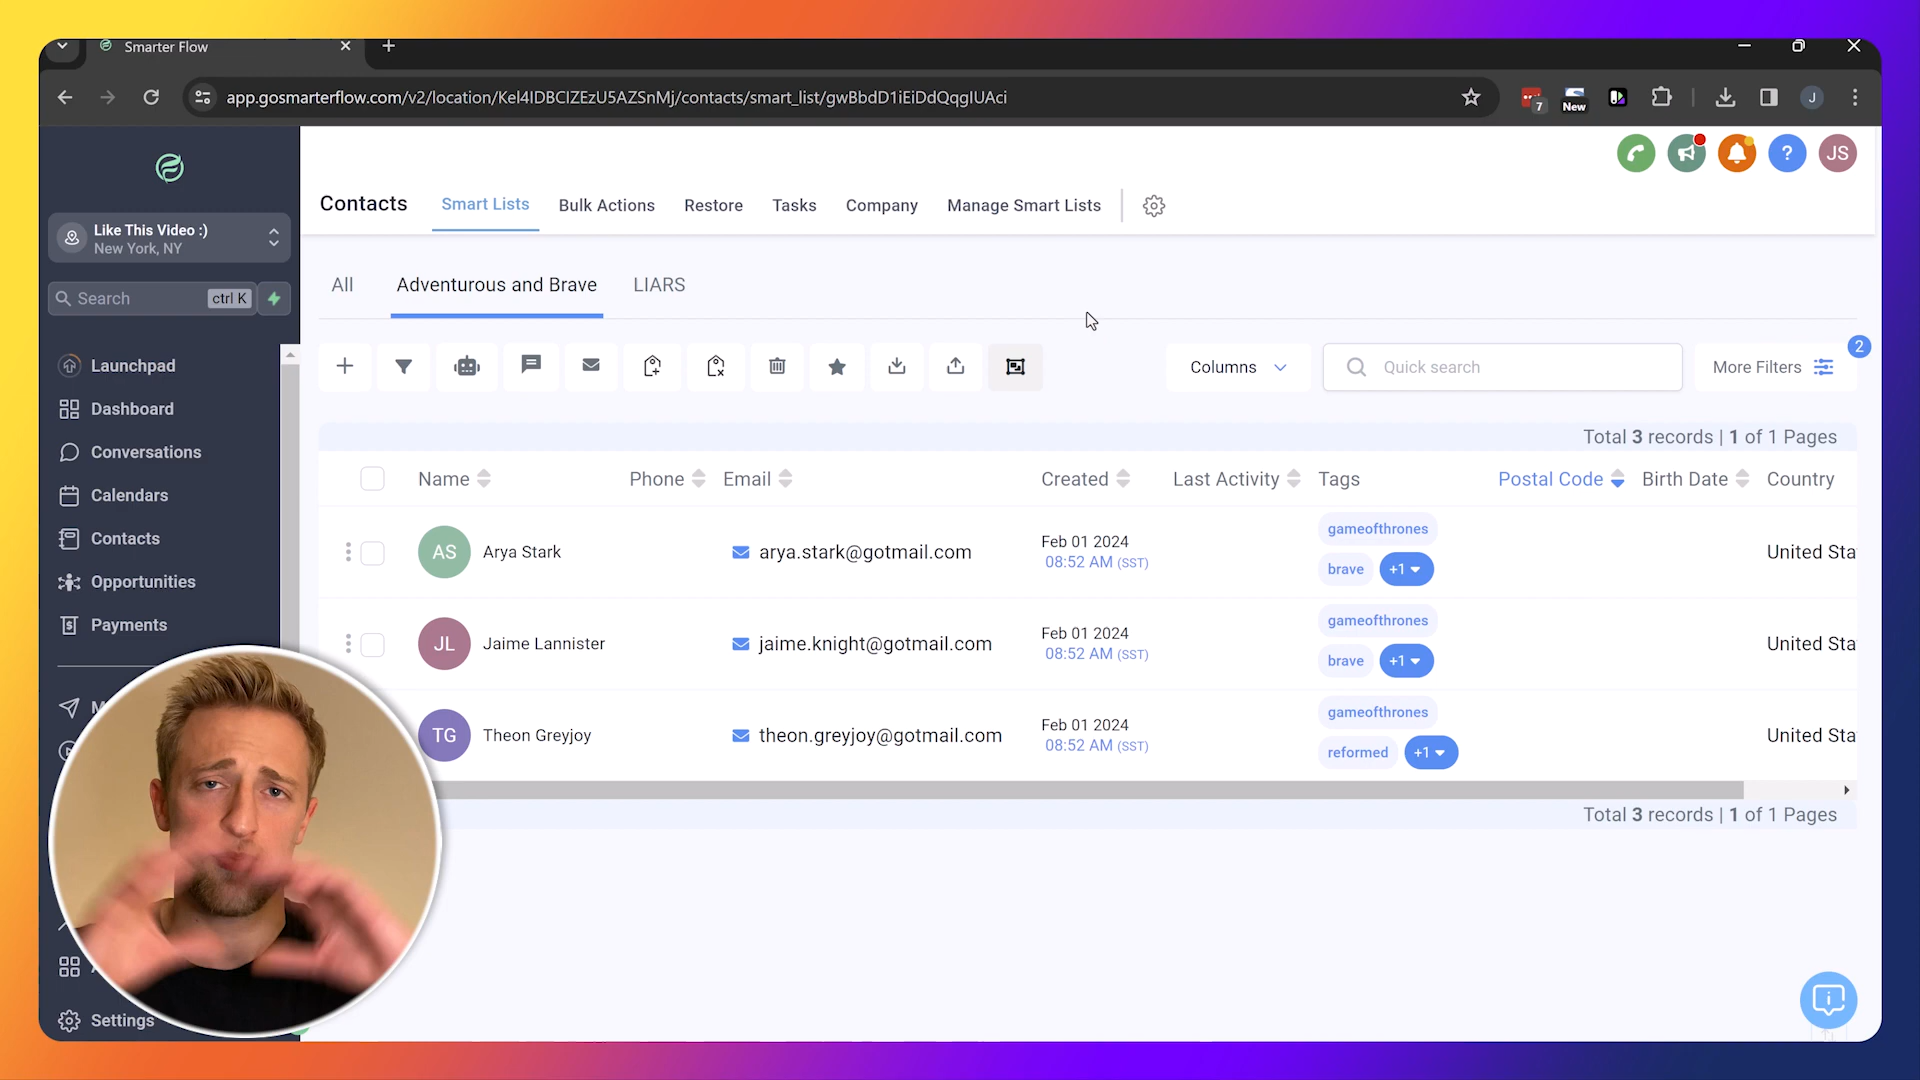 Smarter Flow
app.gosmarterflow.com/v2/location/Kel4IDBCIZEzU5AZSnMj/contacts/smart_list/gwBbdD1iEiDdQqgIUAci
7
New
J
JS
Like This Video :)
New York, NY
Search ctrl K
Launchpad
Dashboard
Conversations
Calendars
Contacts
Opportunities
Payments
Settings
Contacts Smart Lists Bulk Actions Restore Tasks Company Manage Smart Lists
All Adventurous and Brave LIARS
Columns Quick search More Filters 2
Total 3 records | 1 of 1 Pages
Name Phone Email Created Last Activity Tags Postal Code Birth Date Country
AS Arya Stark arya.stark@gotmail.com Feb 01 2024 08:52 AM (SST) gameofthrones brave +1 United Sta
JL Jaime Lannister jaime.knight@gotmail.com Feb 01 2024 08:52 AM (SST) gameofthrones brave +1 United Sta
TG Theon Greyjoy theon.greyjoy@gotmail.com Feb 01 2024 08:52 AM (SST) gameofthrones reformed +1 United Sta
Total 3 records | 1 of 1 Pages